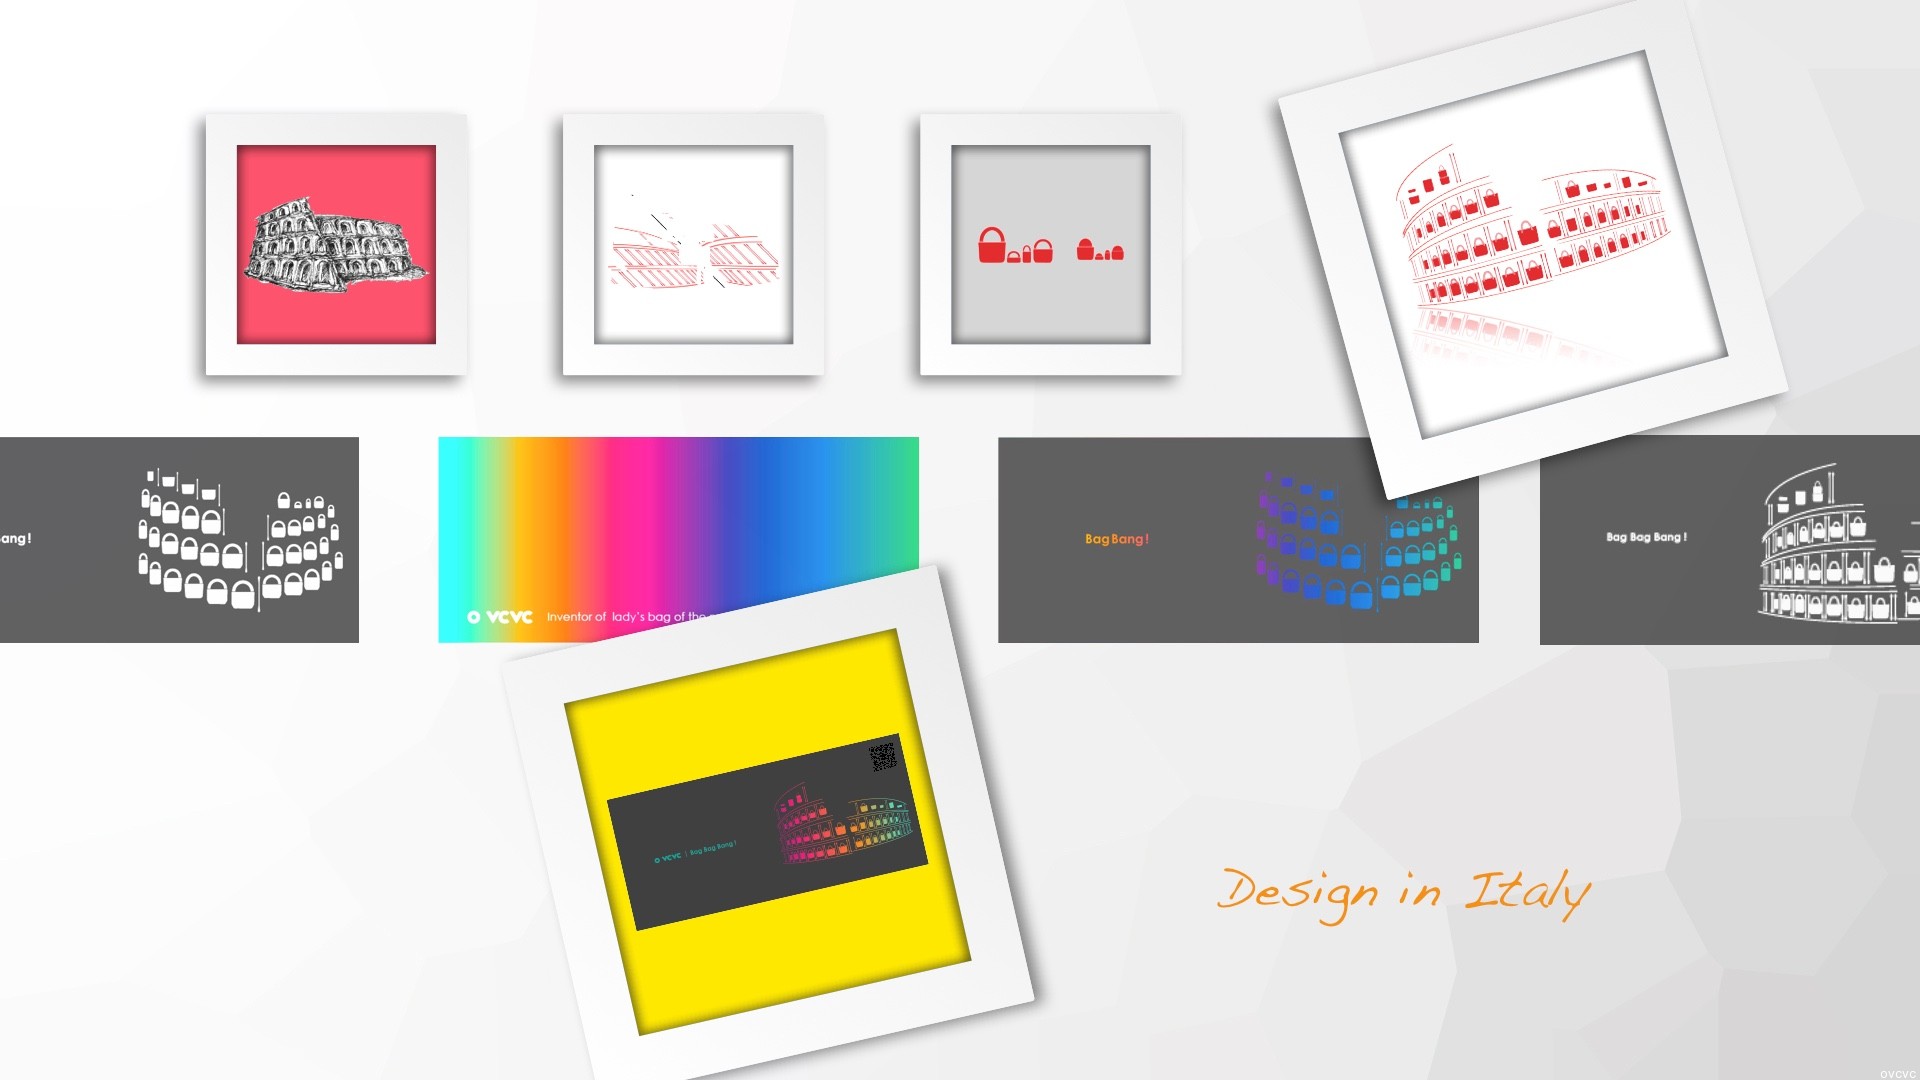 ang!
VCVC Inventor of lady's bag of the
Bag Bang!
Bag Bag Bang!
VCVC | Bag Bag Bang!
Design in Italy
OVCVC